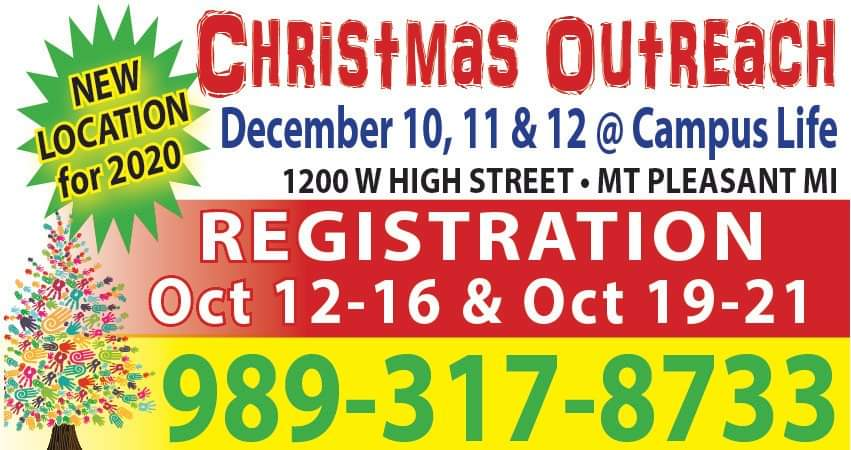 NEW
LOCATION
for 2020
CHRiStMas OUtREacH
December 10, 11 & 12 @ Campus Life
1200 W HIGH STREET • MT PLEASANT MI
REGISTRATION
Oct 12-16 & Oct 19-21
989-317-8733